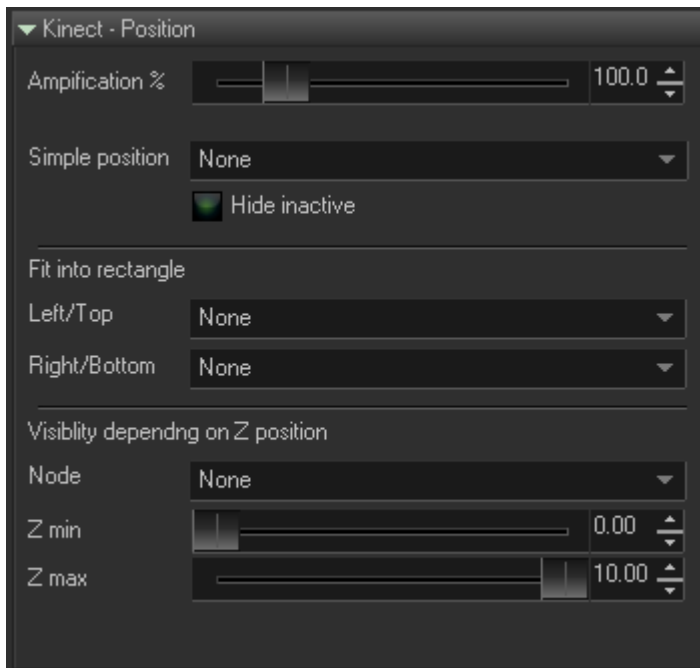 Kinect - Position
Ampification % 100.0
Simple position None
Hide inactive
Fit into rectangle
Left/Top None
Right/Bottom None
Visiblity dependng on Z position
Node None
Z min 0.00
Z max 10.00